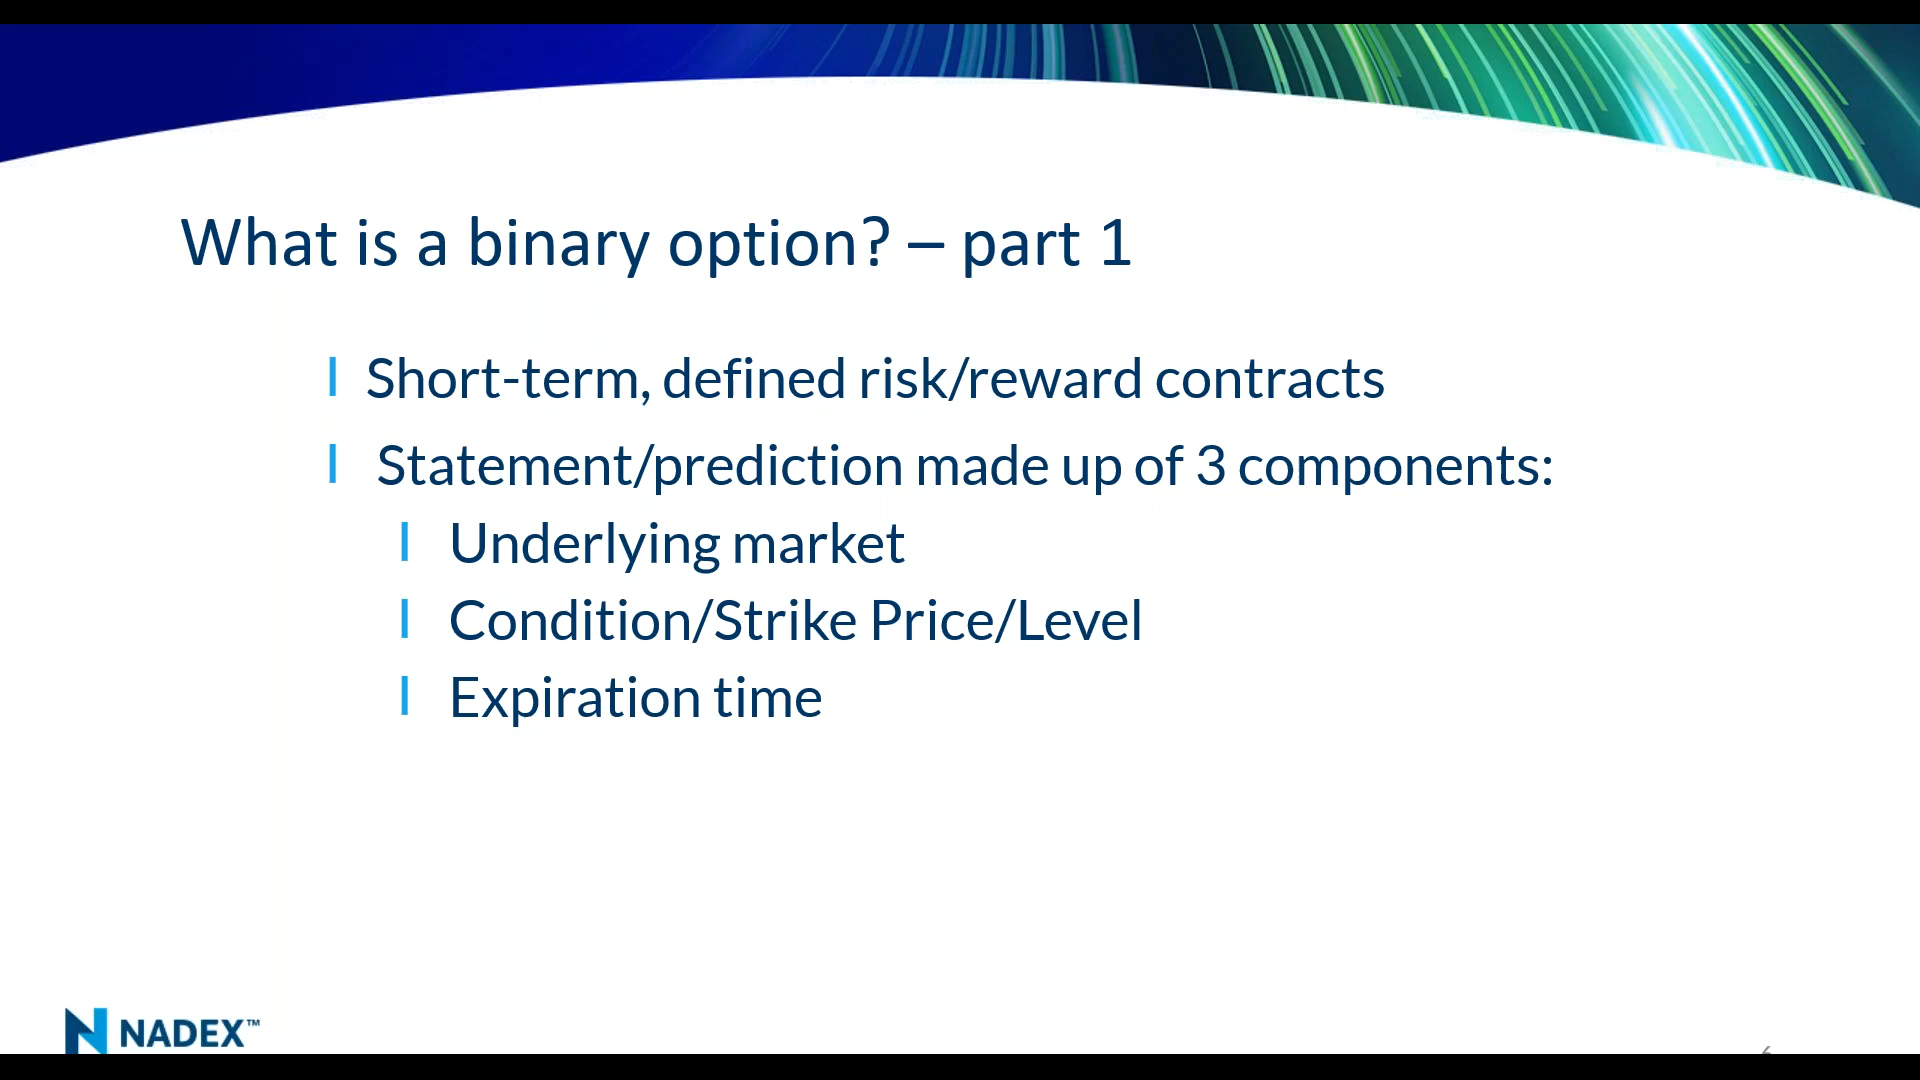 What is a binary option? – part 1
Short-term, defined risk/reward contracts
Statement/prediction made up of 3 components:
Underlying market
Condition/Strike Price/Level
Expiration time
NADEX™